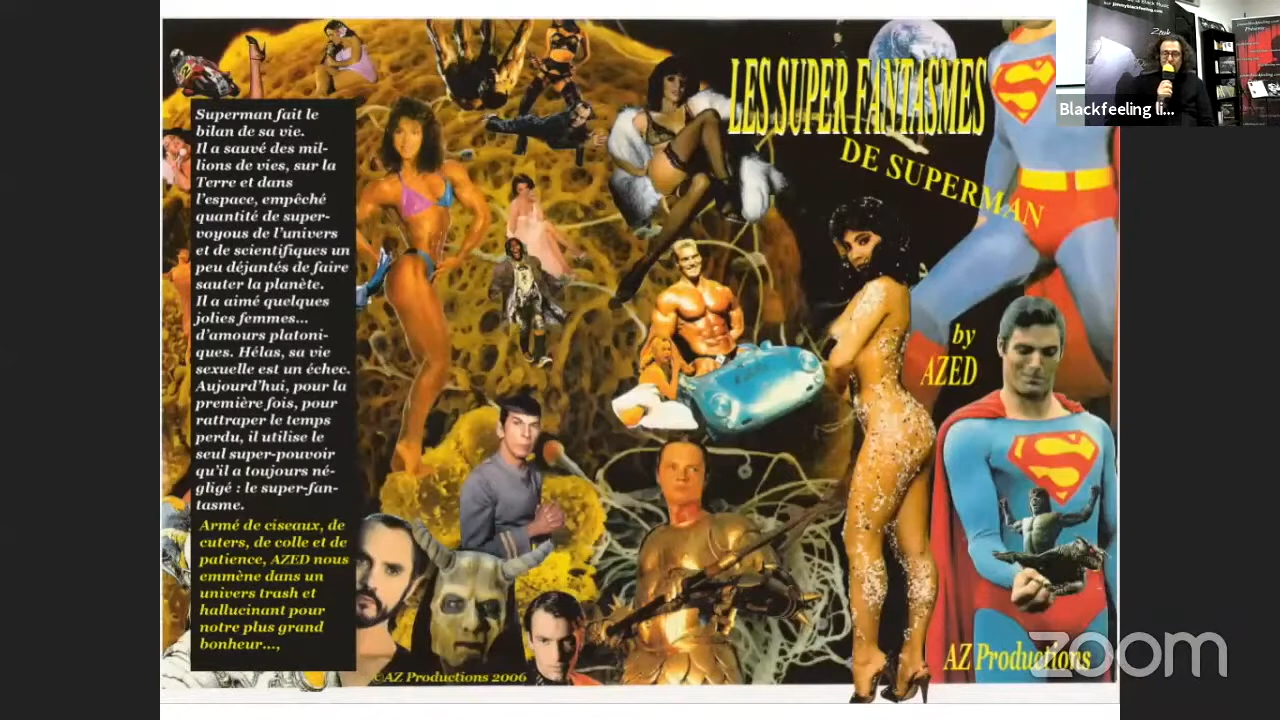 Superman fait le
bilan de sa vie.
Il a sauvé des mil-
lions de vies, sur la
Terre et dans
l'espace, empêché
quantité de super-
voyous de l'univers
et de scientifiques un
peu déjantés de faire
sauter la planète.
Il a aimé quelques
jolies femmes...
d'amours platoni-
ques. Hélas, sa vie
sexuelle est un échec.
Aujourd'hui, pour la
première fois, pour
rattraper le temps
perdu, il utilise le
seul super-pouvoir
qu'il a toujours né-
gligé : le super-fan-
tasme.
Armé de ciseaux, de
cuters, de colle et de
patience, AZED nous
emmène dans un
univers trash et
hallucinant pour
notre plus grand
bonheur...,
©AZ Productions 2006
LES SUPER FANTASMES
DE SUPERMAN
by
AZED
AZ Productions
zoom
Blackfeeling li...